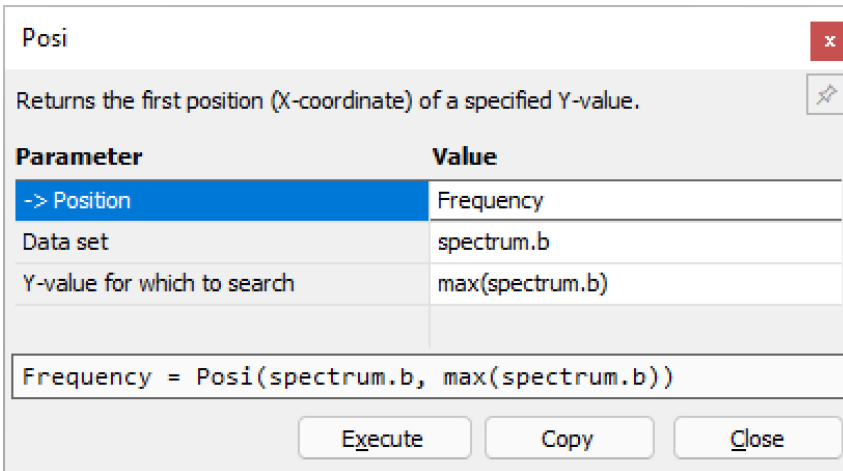 Posi
x
Returns the first position (X-coordinate) of a specified Y-value.
Parameter Value
-> Position Frequency
Data set spectrum.b
Y-value for which to search max(spectrum.b)
Frequency = Posi(spectrum.b, max(spectrum.b))
Execute Copy Close